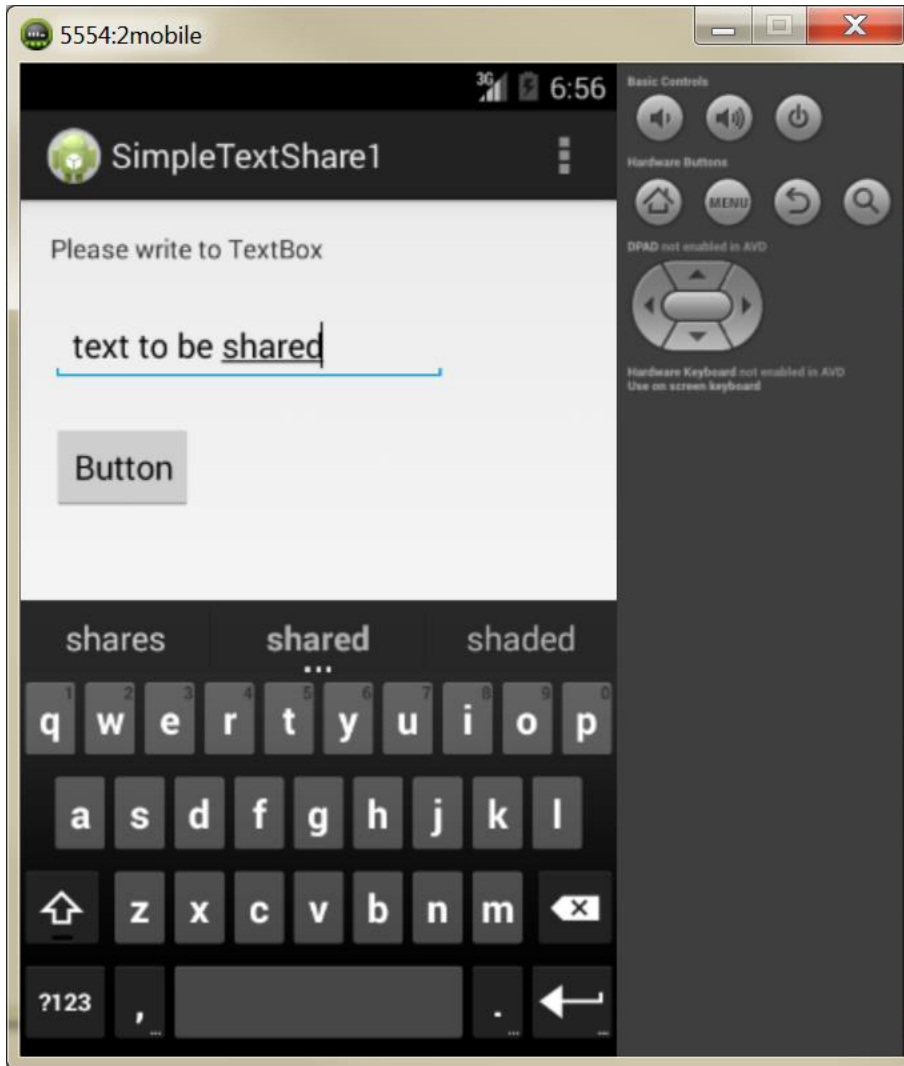 5554:2mobile
3G 6:56
SimpleTextShare1
Please write to TextBox
text to be shared
Button
shares shared shaded
1 2 3 4 5 6 7 8 9 0
q w e r t y u i o p
a s d f g h j k l
z x c v b n m
?123 , ... . ... ...
Basic Controls
Hardware Buttons
MENU
DPAD not enabled in AVD
Hardware Keyboard not enabled in AVD
Use on screen keyboard